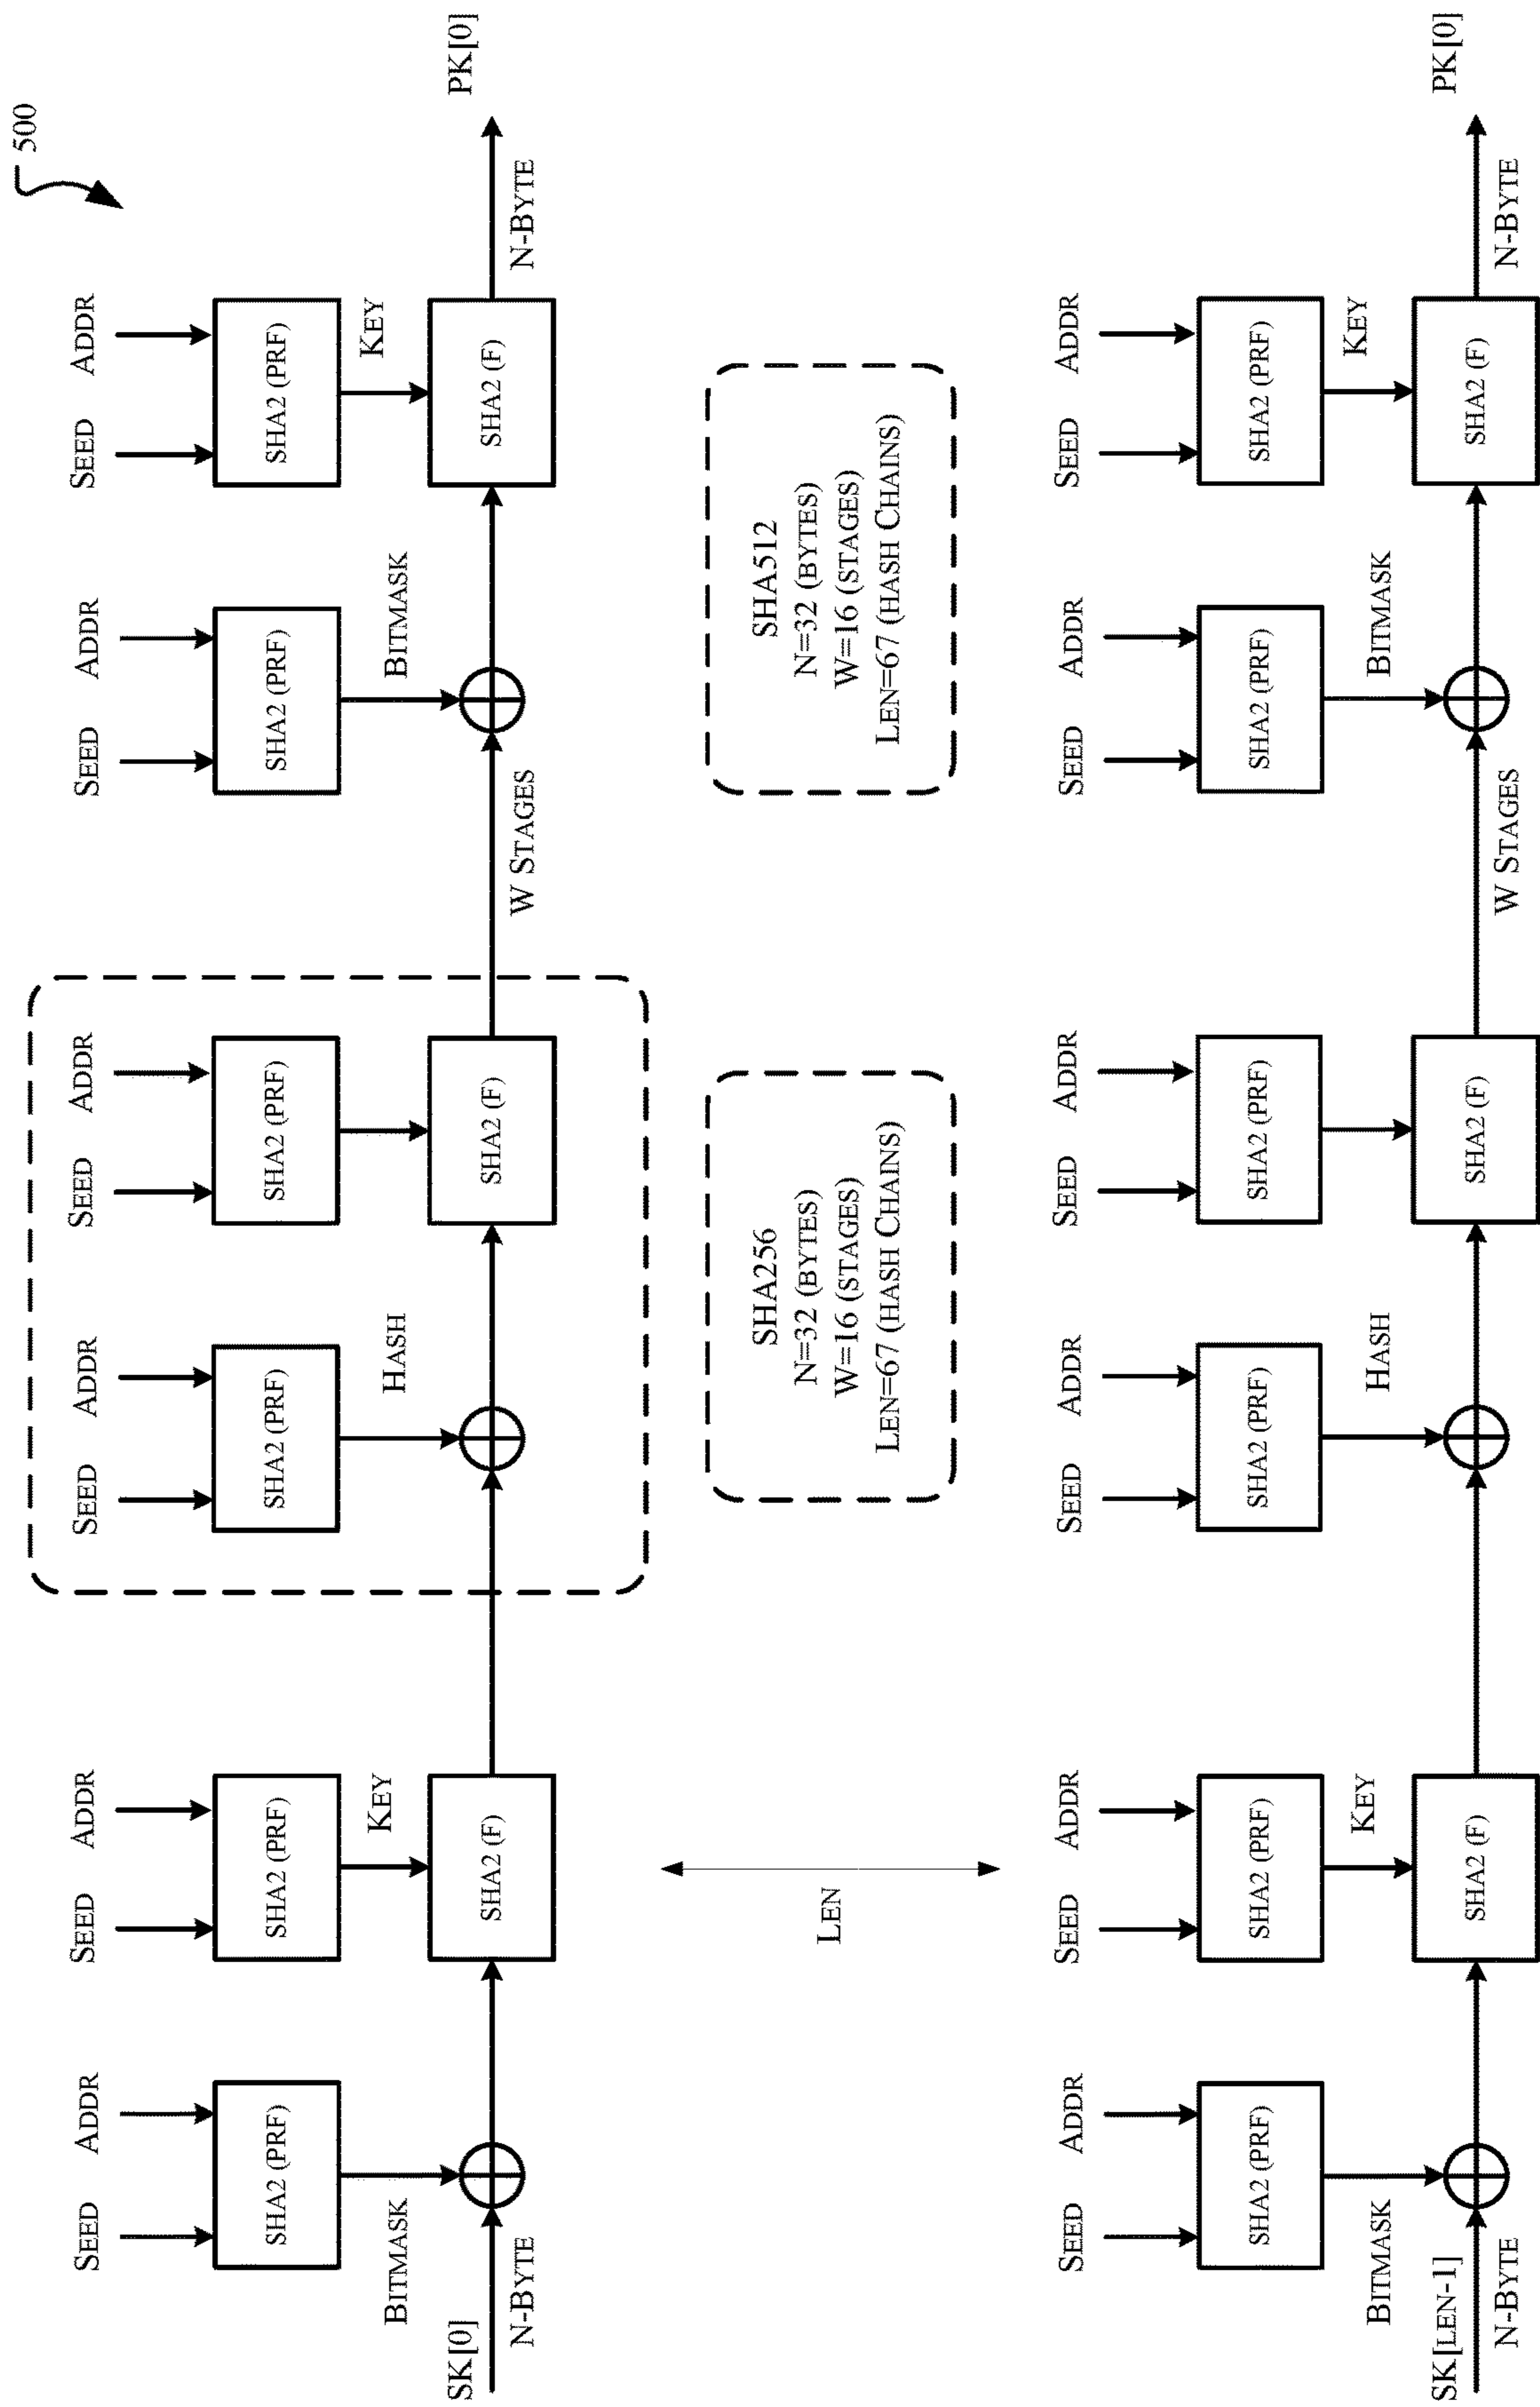 500
SEED ADDR SEED ADDR SEED ADDR SEED ADDR SEED ADDR SEED ADDR
SHA2 (PRF) SHA2 (PRF) SHA2 (PRF) SHA2 (PRF) SHA2 (PRF) SHA2 (PRF)
BITMASK KEY HASH BITMASK KEY
SK[0] SHA2 (F) SHA2 (F) SHA2 (F) PK[0]
N-BYTE W STAGES N-BYTE
SHA256
N=32 (BYTES)
W=16 (STAGES)
LEN=67 (HASH CHAINS)
SHA512
N=32 (BYTES)
W=16 (STAGES)
LEN=67 (HASH CHAINS)
LEN
SEED ADDR SEED ADDR SEED ADDR SEED ADDR SEED ADDR SEED ADDR
SHA2 (PRF) SHA2 (PRF) SHA2 (PRF) SHA2 (PRF) SHA2 (PRF) SHA2 (PRF)
BITMASK KEY HASH BITMASK KEY
SK[LEN-1] SHA2 (F) SHA2 (F) SHA2 (F) PK[0]
N-BYTE W STAGES N-BYTE